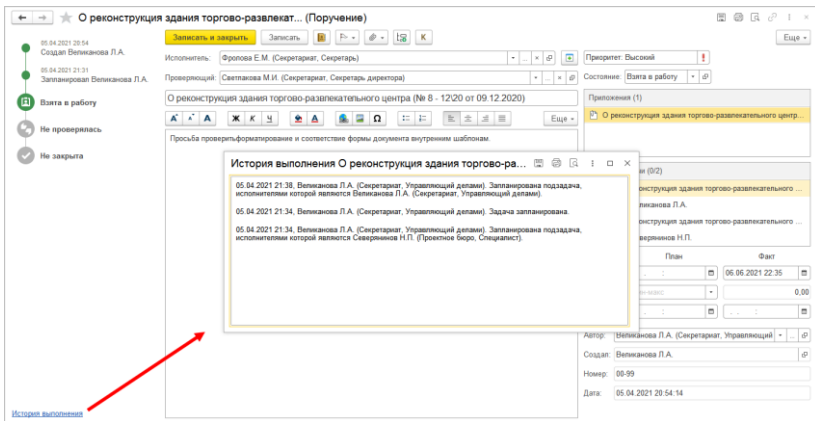 О реконструкция здания торгово-развлекат... (Поручение)
05.04.2021 20:54
Создал Великанова Л.А.
05.04.2021 21:31
Запланировал Великанова Л.А.
Взята в работу
Не проверялась
Не закрыта
История выполнения
Записать и закрыть
Записать
К
Еще
Исполнитель: Фролова Е.М. (Секретариат, Секретарь)
Проверяющий: Светлакова М.И. (Секретариат, Секретарь директора)
О реконструкция здания торгово-развлекательного центра (№ 8 - 12\20 от 09.12.2020)
А А А Ж К Ч А Ω Еще
Просьба проверитьформатирование и соответствие формы документа внутренним шаблонам.
История выполнения О реконструкция здания торгово-ра...
05.04.2021 21:38, Великанова Л.А. (Секретариат, Управляющий делами). Запланирована подзадача,
исполнителями которой являются Великанова Л.А. (Секретариат, Управляющий делами).
05.04.2021 21:34, Великанова Л.А. (Секретариат, Управляющий делами). Задача запланирована.
05.04.2021 21:34, Великанова Л.А. (Секретариат, Управляющий делами). Запланирована подзадача,
исполнителями которой являются Северянинов Н.П. (Проектное бюро, Специалист).
Приоритет: Высокий
Состояние: Взята в работу
Приложения (1)
О реконструкция здания торгово-развлекательного центр...
(0/2)
конструкция здания торгово-развлекательного ...
ликанова Л.А.
конструкция здания торгово-развлекательного ...
верянинов Н.П.
План Факт
06.06.2021 22:35
0,00
Автор: Великанова Л.А. (Секретариат, Управляющий
Создал: Великанова Л.А.
Номер: 00-99
Дата: 05.04.2021 20:54:14